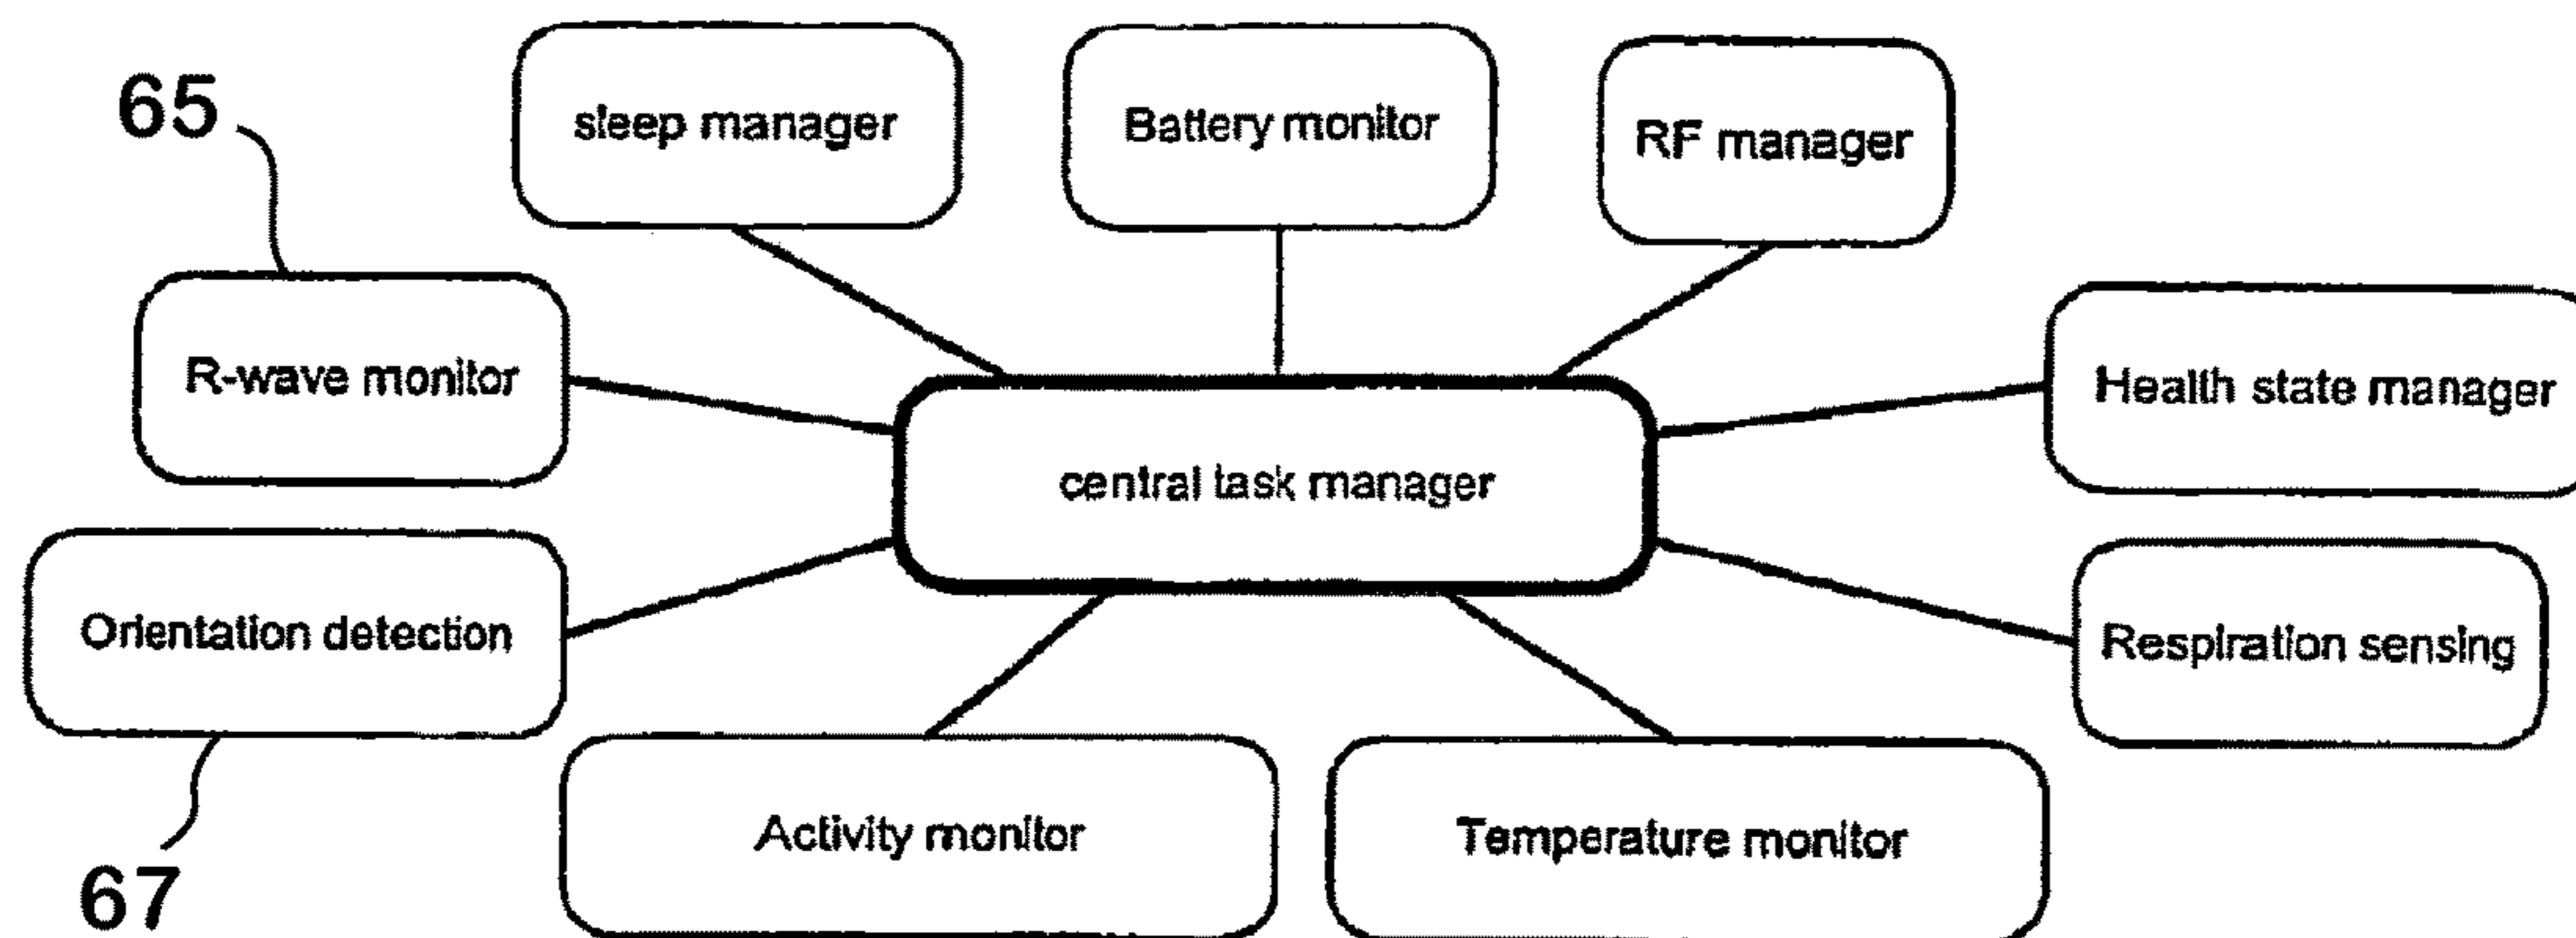 65
sleep manager
Battery monitor
RF manager
R-wave monitor
Health state manager
central task manager
Orientation detection
Respiration sensing
Activity monitor
Temperature monitor
67